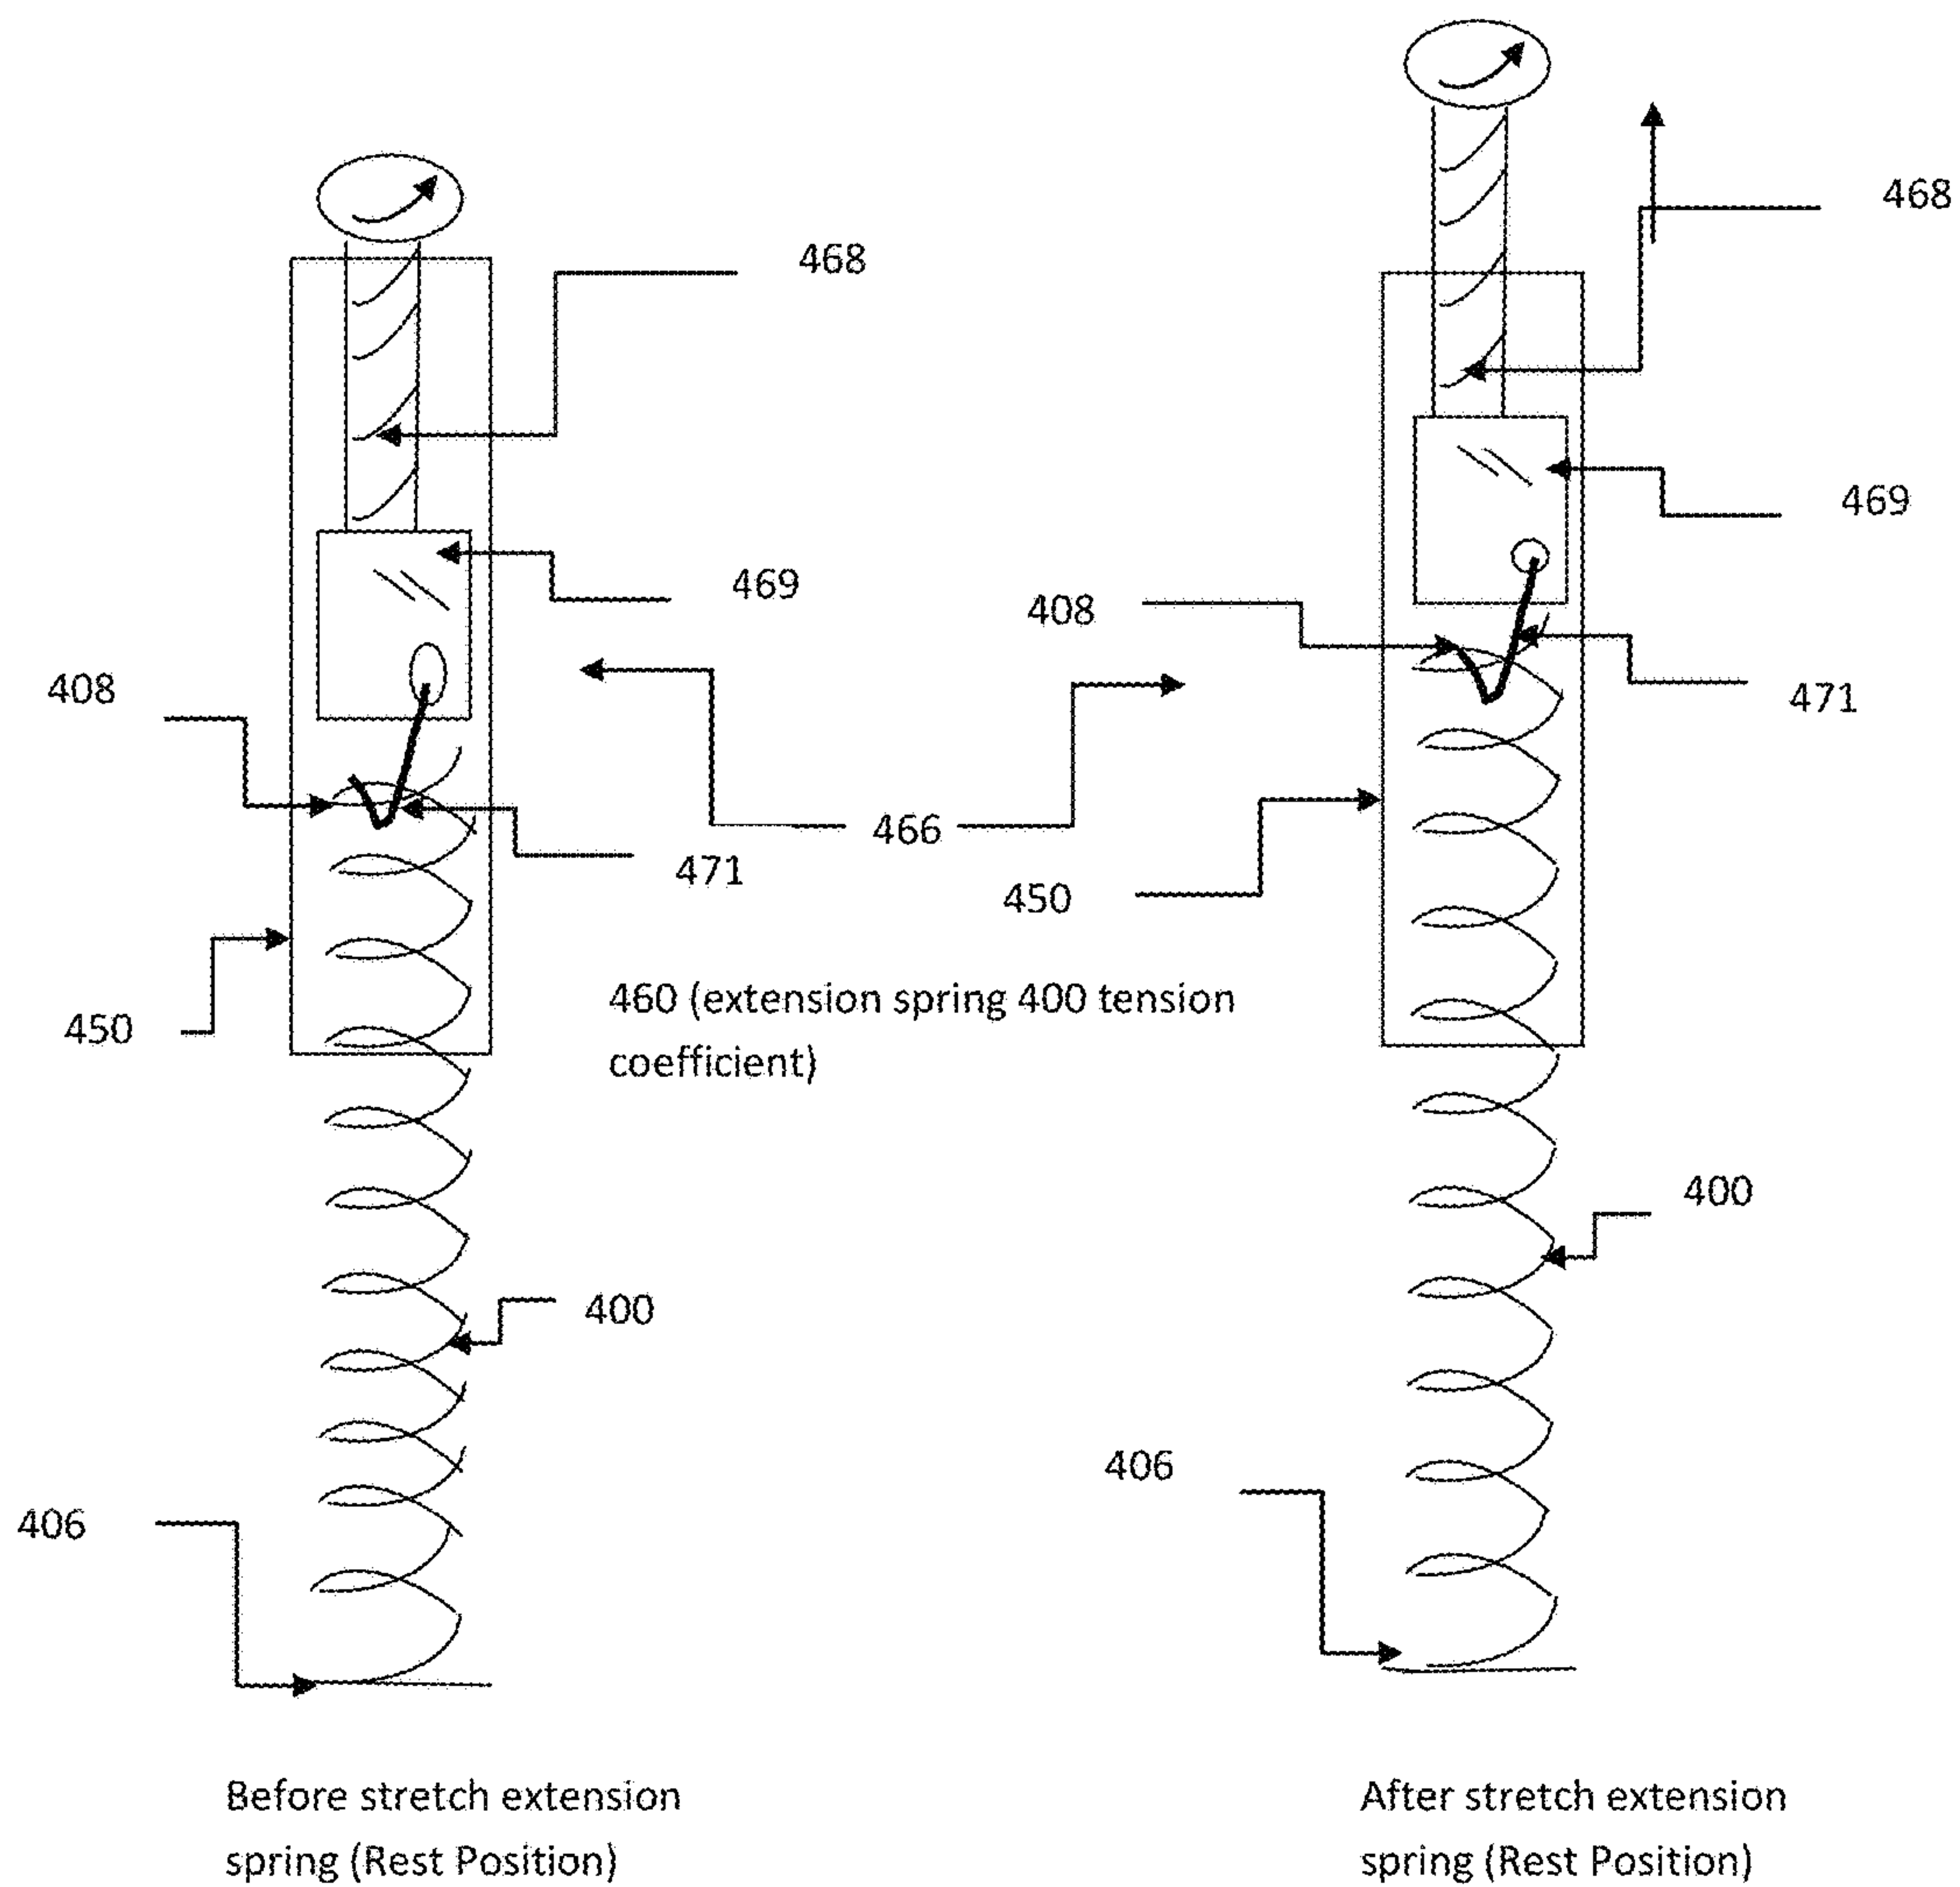 468
468
469
469
408
408
471
471
466
450
450
460 (extension spring 400 tension
coefficient)
400
400
406
406
Before stretch extension
spring (Rest Position)
After stretch extension
spring (Rest Position)